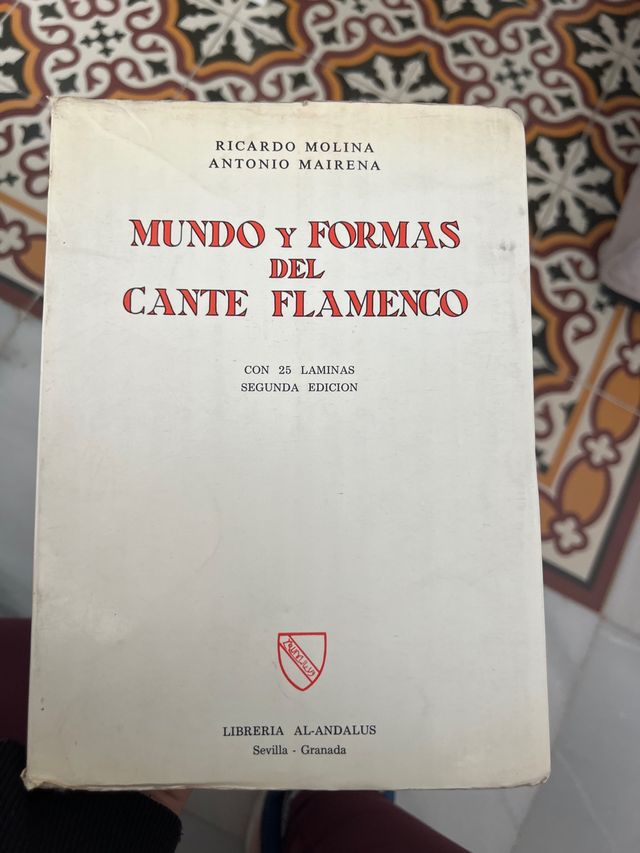 RICARDO MOLINA
ANTONIO MAIRENA
MUNDO Y FORMAS
DEL
CANTE FLAMENCO
CON 25 LAMINAS
SEGUNDA EDICION
LIBRERIA AL-ANDALUS
Sevilla - Granada